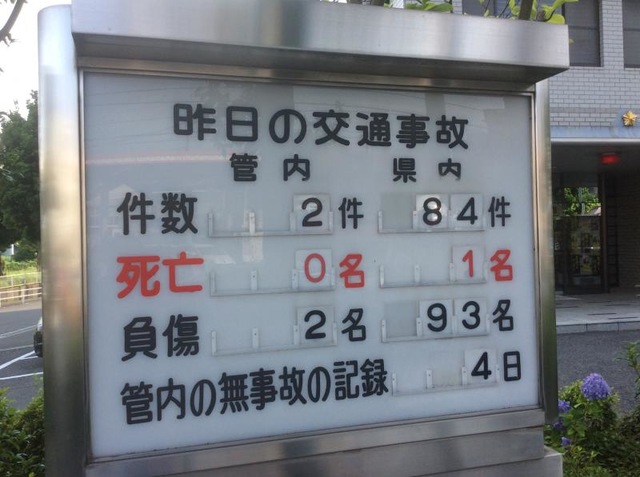 昨日の交通事故
管内 県内
件数 2件 84件
死亡 0名 1名
負傷 2名 93名
管内の無事故の記録 4日